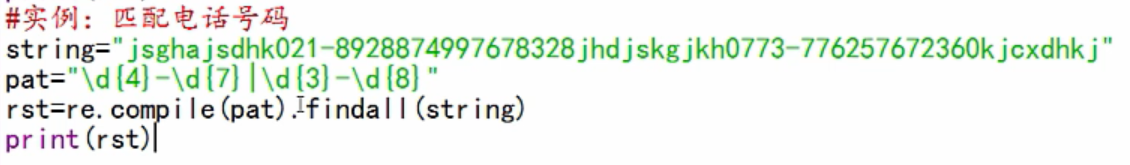 #实例：匹配电话号码
string="jsghajsdhk021-8928874997678328jhdjskgjkh0773-776257672360kjcxdhkj"
pat="\d{4}-\d{7}|\d{3}-\d{8}"
rst=re.compile(pat).findall(string)
print(rst)